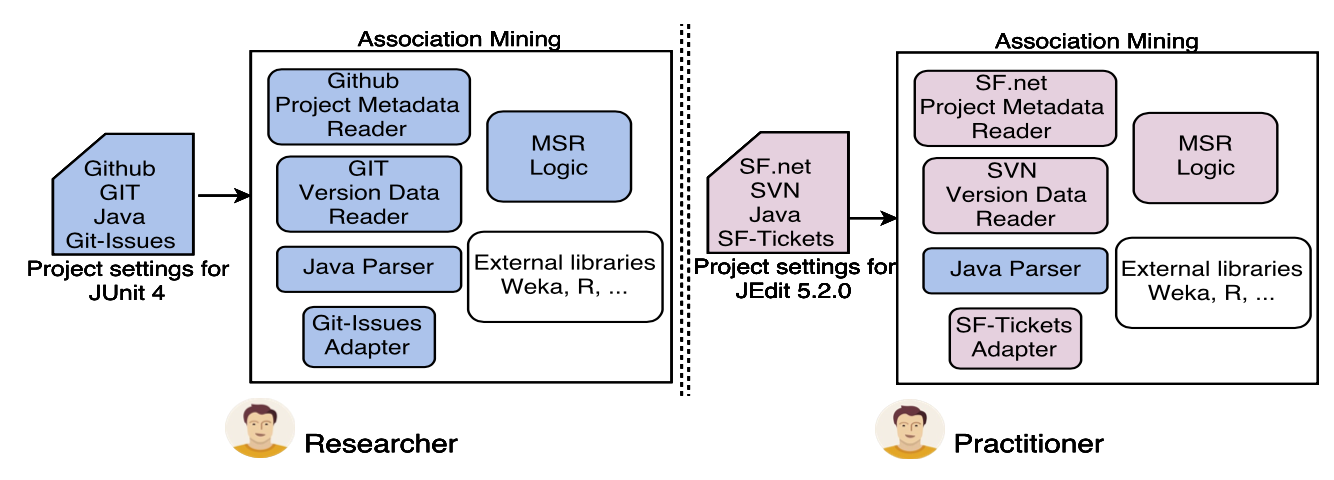 Association Mining
Github
Project Metadata
Reader
MSR
Logic
GIT
Version Data
Reader
Java Parser
External libraries
Weka, R, ...
Git-Issues
Adapter
Github
GIT
Java
Git-Issues
Project settings for
JUnit 4
Researcher
Association Mining
SF.net
Project Metadata
Reader
MSR
Logic
SVN
Version Data
Reader
Java Parser
External libraries
Weka, R, ...
SF-Tickets
Adapter
SF.net
SVN
Java
SF-Tickets
Project settings for
JEdit 5.2.0
Practitioner